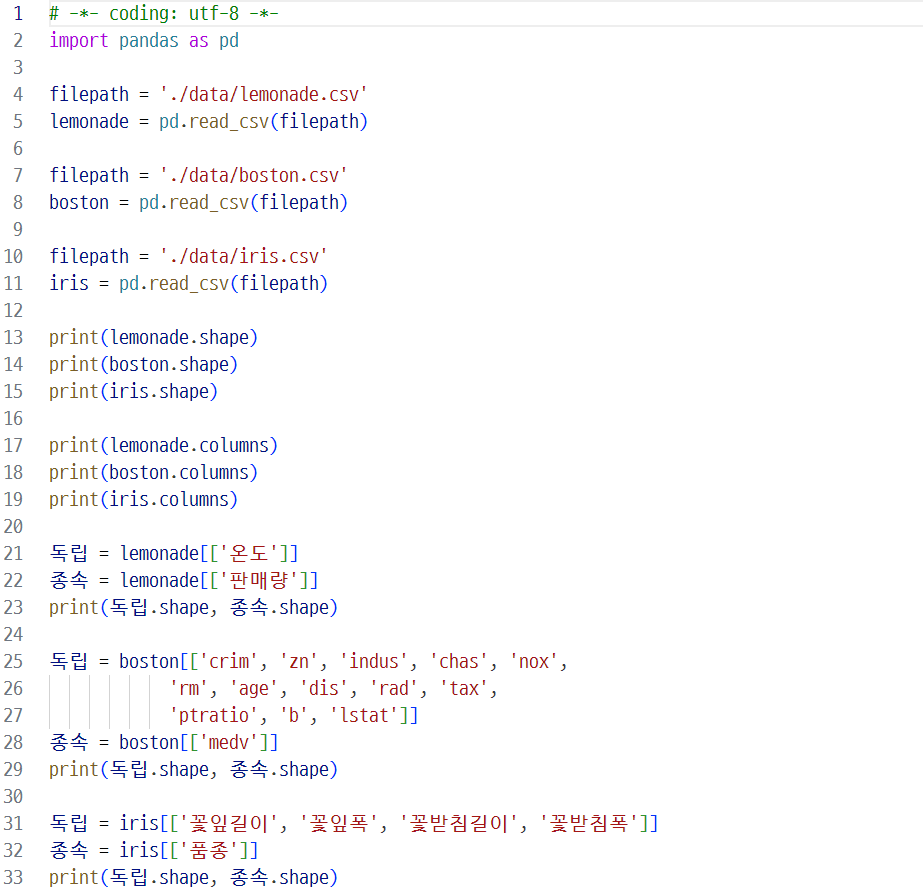 1 # -*- coding: utf-8 -*-
2 import pandas as pd
3
4 filepath = './data/lemonade.csv'
5 lemonade = pd.read_csv(filepath)
6
7 filepath = './data/boston.csv'
8 boston = pd.read_csv(filepath)
9
10 filepath = './data/iris.csv'
11 iris = pd.read_csv(filepath)
12
13 print(lemonade.shape)
14 print(boston.shape)
15 print(iris.shape)
16
17 print(lemonade.columns)
18 print(boston.columns)
19 print(iris.columns)
20
21 독립 = lemonade[['온도']]
22 종속 = lemonade[['판매량']]
23 print(독립.shape, 종속.shape)
24
25 독립 = boston[['crim', 'zn', 'indus', 'chas', 'nox',
26             'rm', 'age', 'dis', 'rad', 'tax',
27             'ptratio', 'b', 'lstat']]
28 종속 = boston[['medv']]
29 print(독립.shape, 종속.shape)
30
31 독립 = iris[['꽃잎길이', '꽃잎폭', '꽃받침길이', '꽃받침폭']]
32 종속 = iris[['품종']]
33 print(독립.shape, 종속.shape)